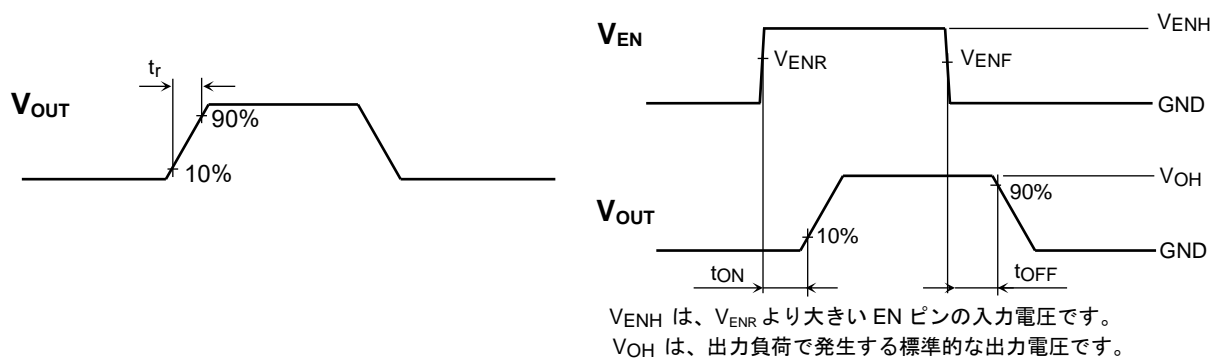 tr
VOUT
90%
10%
VEN
VENH
VENR
VENF
GND
VOH
90%
VOUT
10%
GND
tON
tOFF
VENH は、VENR より大きい EN ピンの入力電圧です。
VOH は、出力負荷で発生する標準的な出力電圧です。